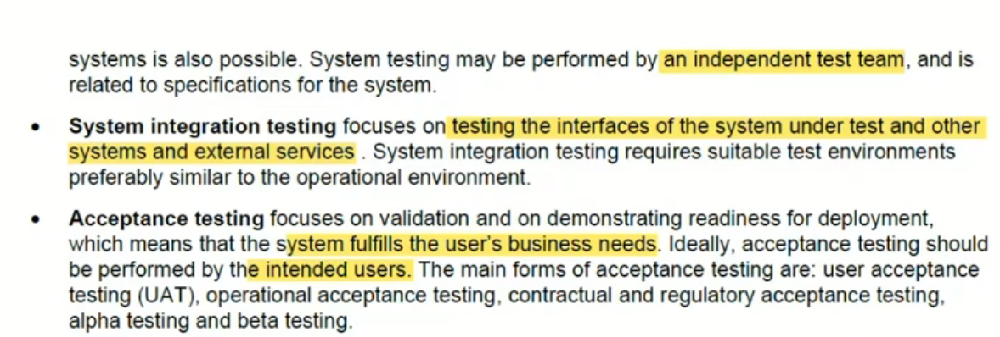 systems is also possible. System testing may be performed by an independent test team, and is
related to specifications for the system.
• System integration testing focuses on testing the interfaces of the system under test and other
systems and external services . System integration testing requires suitable test environments
preferably similar to the operational environment.
• Acceptance testing focuses on validation and on demonstrating readiness for deployment,
which means that the system fulfills the user's business needs. Ideally, acceptance testing should
be performed by the intended users. The main forms of acceptance testing are: user acceptance
testing (UAT), operational acceptance testing, contractual and regulatory acceptance testing,
alpha testing and beta testing.